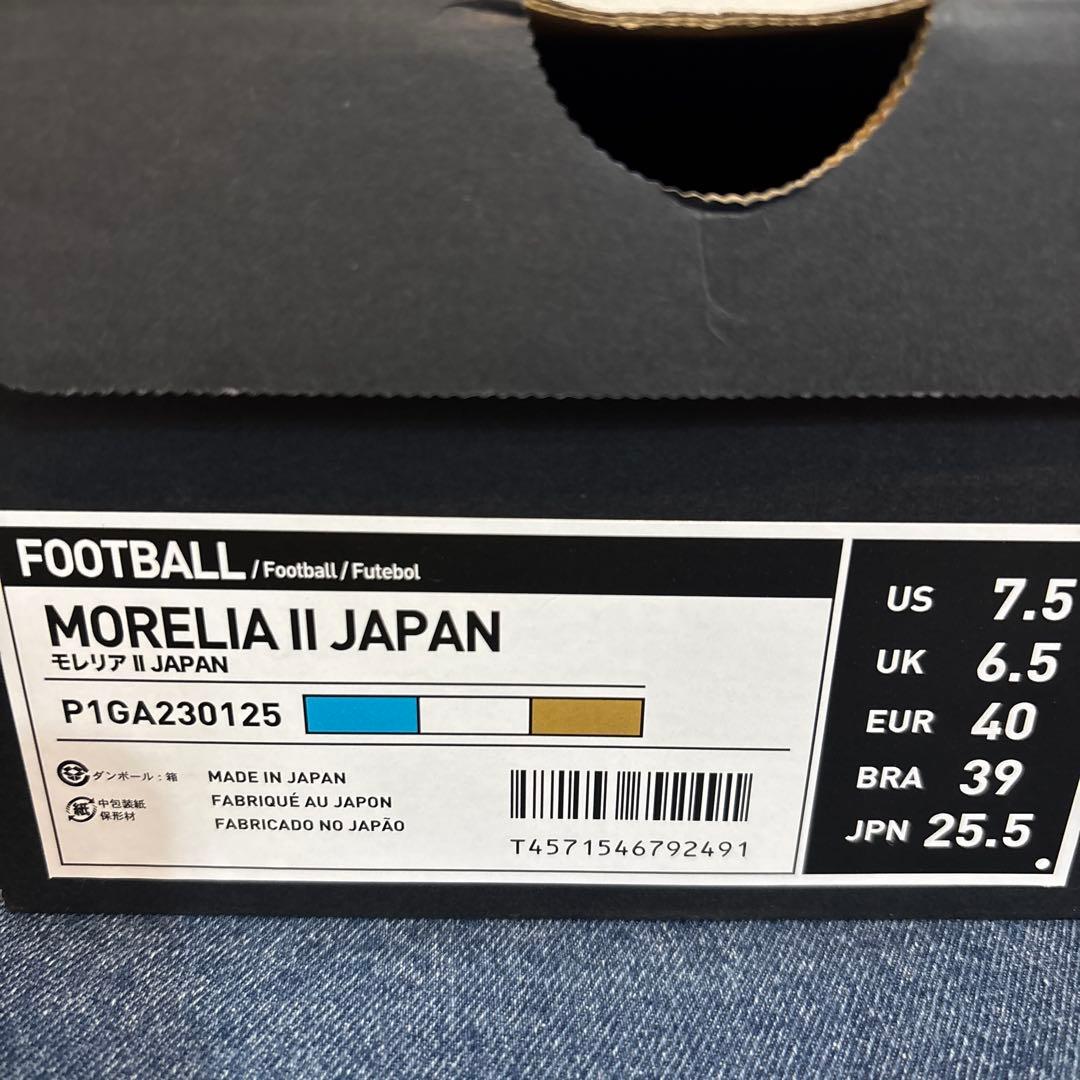 FOOTBALL / Football / Futebol
MORELIA II JAPAN
モレリア II JAPAN
P1GA230125
ダンボール : 箱
紙 中包装紙
保形材
MADE IN JAPAN
FABRIQUÉ AU JAPON
FABRICADO NO JAPÃO
T4571546792491
US 7.5
UK 6.5
EUR 40
BRA 39
JPN 25.5